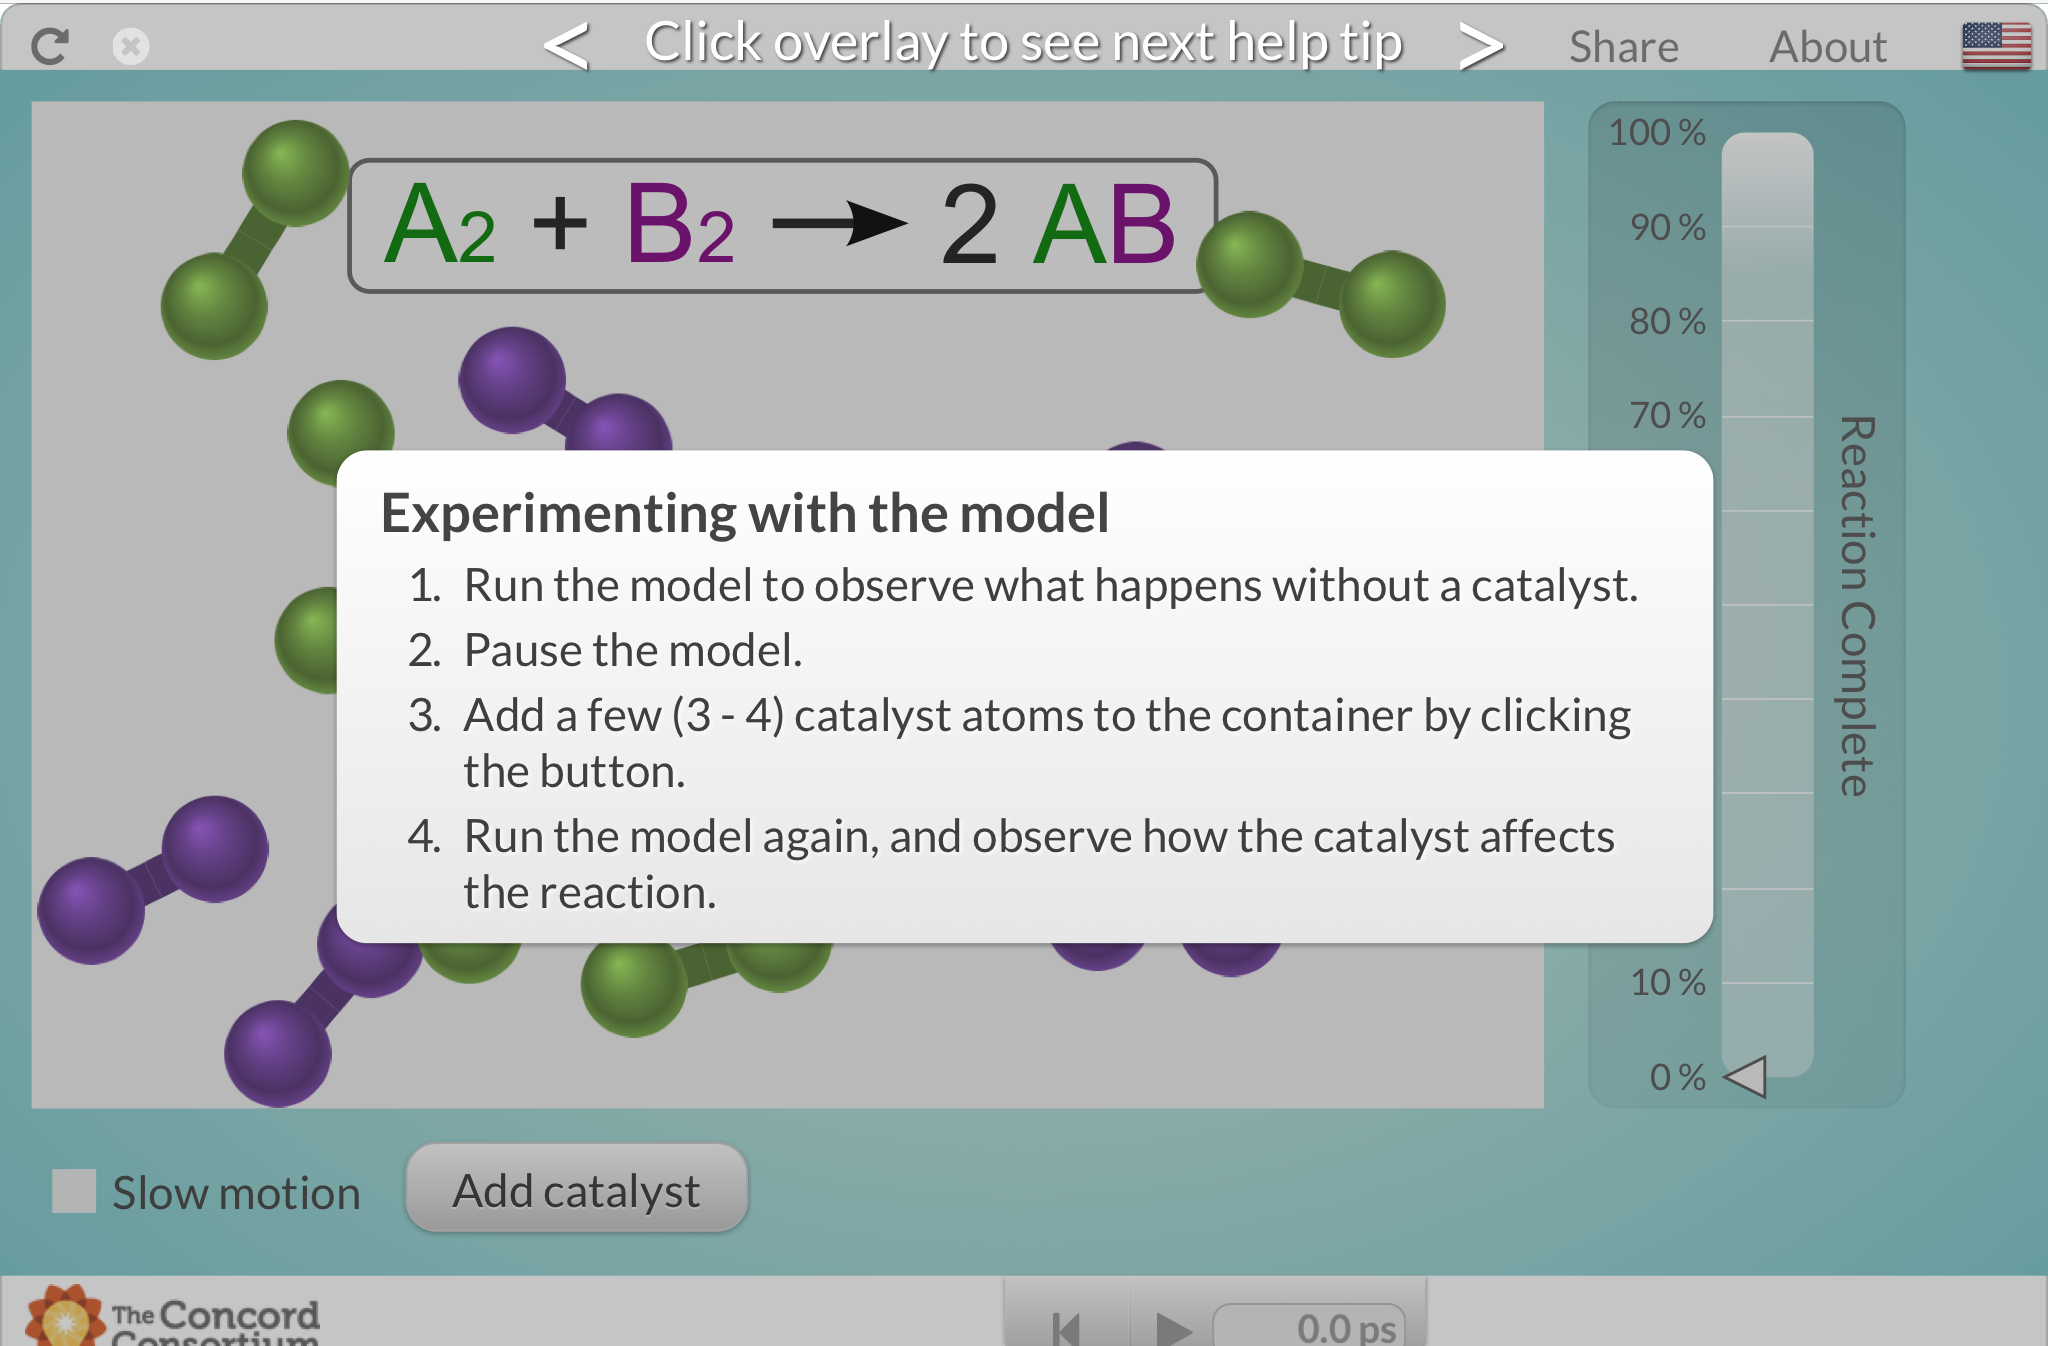 < Click overlay to see next help tip > Share About
A2 + B2 → 2 AB
100 %
90 %
80 %
70 %
Experimenting with the model
1. Run the model to observe what happens without a catalyst.
2. Pause the model.
3. Add a few (3 - 4) catalyst atoms to the container by clicking
the button.
4. Run the model again, and observe how the catalyst affects
the reaction.
10 %
0 %
Reaction Complete
Slow motion
Add catalyst
The Concord
Consortium
0.0 ps